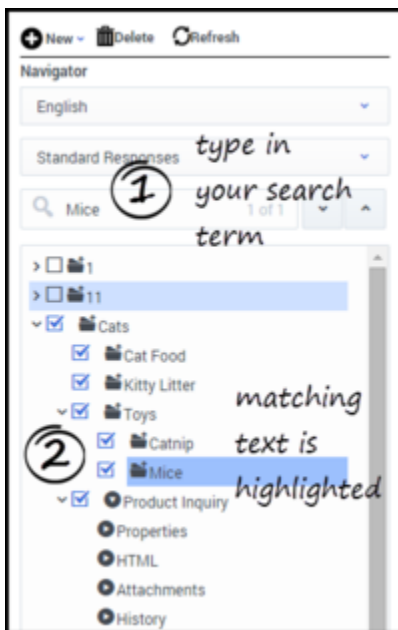 New Delete Refresh
Navigator
English
Standard Responses
type in
1
your search
Mice 1 of 1
term
1
11
Cats
Cat Food
Kitty Litter
Toys
matching
2
Catnip
text is
Mice
highlighted
Product Inquiry
Properties
HTML
Attachments
History